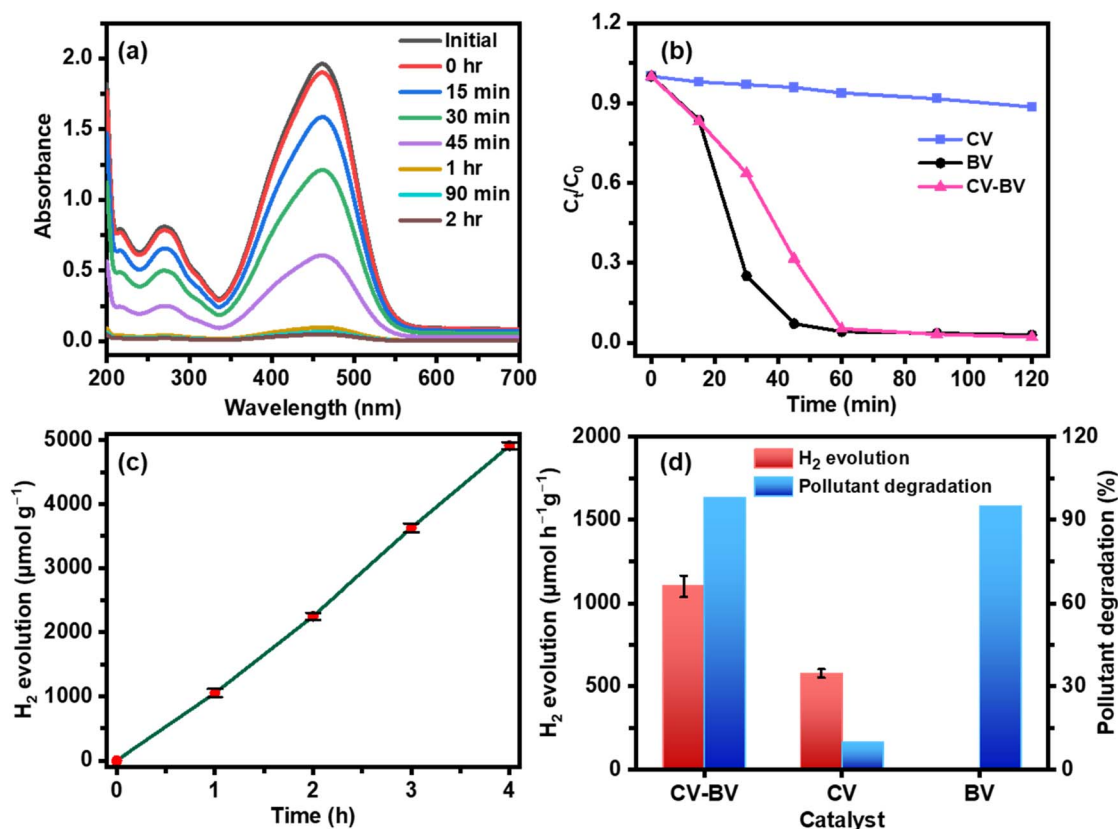 (a)
Initial
0 hr
15 min
30 min
45 min
1 hr
90 min
2 hr
2.0
1.5
1.0
0.5
0.0
Absorbance
200 300 400 500 600 700
Wavelength (nm)
(b)
1.2
0.9
0.6
0.3
0.0
Cₜ/C₀
CV
BV
CV-BV
0 20 40 60 80 100 120
Time (min)
(c)
5000
4000
3000
2000
1000
0
H₂ evolution (µmol g⁻¹)
0 1 2 3 4
Time (h)
(d)
H₂ evolution
Pollutant degradation
2000
1500
1000
500
0
H₂ evolution (µmol h⁻¹g⁻¹)
120
90
60
30
0
Pollutant degradation (%)
CV-BV CV BV
Catalyst